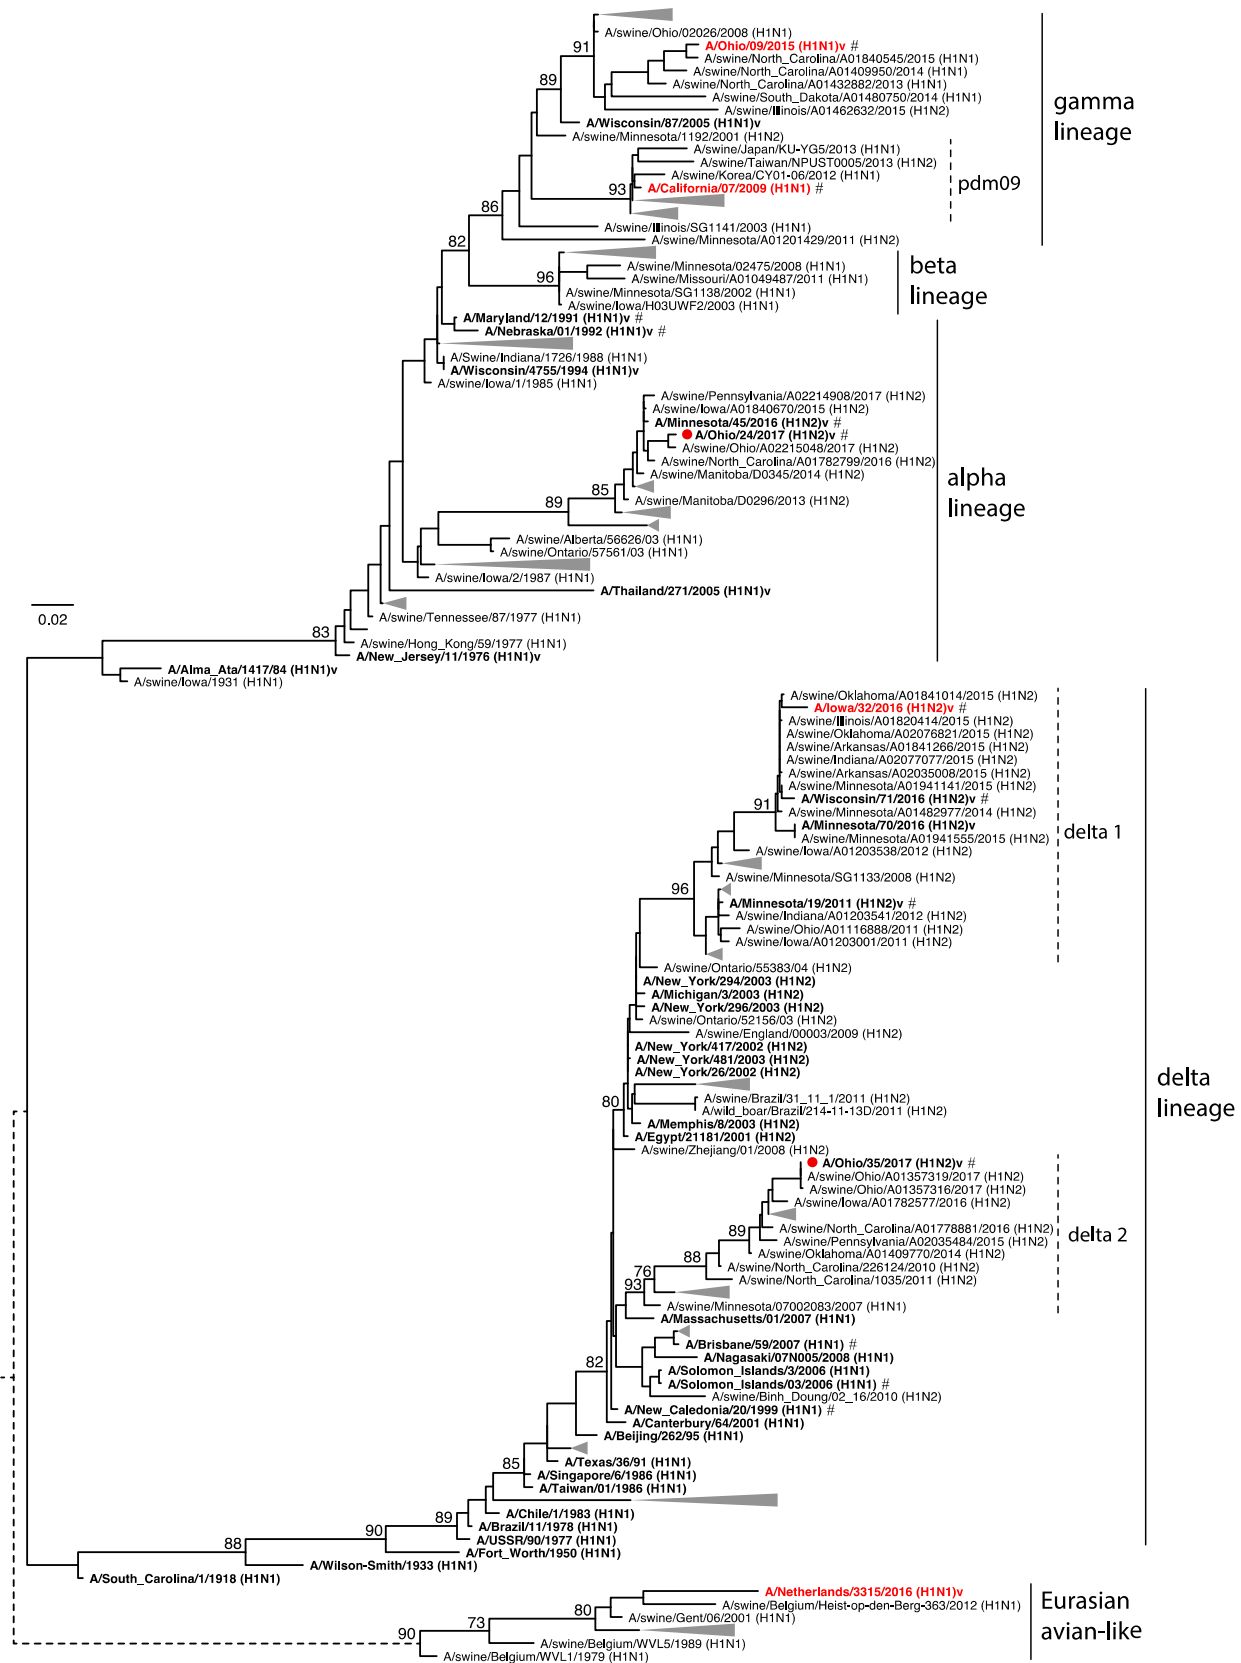 A/swine/Ohio/02026/2008 (H1N1)
91
A/Ohio/09/2015 (H1N1)v #
A/swine/North_Carolina/A01840545/2015 (H1N1)
A/swine/North_Carolina/A01409950/2014 (H1N1)
89
A/swine/North_Carolina/A01432882/2013 (H1N1)
A/swine/South_Dakota/A01480750/2014 (H1N1)
A/swine/Illinois/A01462632/2015 (H1N2)
gamma
lineage
A/Wisconsin/87/2005 (H1N1)v
A/swine/Minnesota/1192/2001 (H1N2)
A/swine/Japan/KU-YG5/2013 (H1N1)
A/swine/Taiwan/NPUST0005/2013 (H1N2)
A/swine/Korea/CY01-06/2012 (H1N1)
93
A/California/07/2009 (H1N1) #
pdm09
86
A/swine/Illinois/SG1141/2003 (H1N1)
A/swine/Minnesota/A01201429/2011 (H1N2)
82
A/swine/Minnesota/02475/2008 (H1N1)
96
A/swine/Missouri/A01049487/2011 (H1N1)
A/swine/Minnesota/SG1138/2002 (H1N1)
A/swine/Iowa/H03UWF2/2003 (H1N1)
beta
lineage
A/Maryland/12/1991 (H1N1)v #
A/Nebraska/01/1992 (H1N1)v #
A/Swine/Indiana/1726/1988 (H1N1)
A/Wisconsin/4755/1994 (H1N1)v
A/swine/Iowa/1/1985 (H1N1)
A/swine/Pennsylvania/A02214908/2017 (H1N2)
A/swine/Iowa/A01840670/2015 (H1N2)
A/Minnesota/45/2016 (H1N2)v #
A/Ohio/24/2017 (H1N2)v #
A/swine/Ohio/A02215048/2017 (H1N2)
A/swine/North_Carolina/A01782799/2016 (H1N2)
A/swine/Manitoba/D0345/2014 (H1N2)
85
A/swine/Manitoba/D0296/2013 (H1N2)
89
alpha
lineage
A/swine/Alberta/56626/03 (H1N1)
A/swine/Ontario/57561/03 (H1N1)
A/swine/Iowa/2/1987 (H1N1)
A/Thailand/271/2005 (H1N1)v
0.02
A/swine/Tennessee/87/1977 (H1N1)
83
A/swine/Hong_Kong/59/1977 (H1N1)
A/New_Jersey/11/1976 (H1N1)v
A/Alma_Ata/1417/84 (H1N1)v
A/swine/Iowa/1931 (H1N1)
A/swine/Oklahoma/A01841014/2015 (H1N2)
A/Iowa/32/2016 (H1N2)v #
A/swine/Illinois/A01820414/2015 (H1N2)
A/swine/Oklahoma/A02076821/2015 (H1N2)
A/swine/Arkansas/A01841266/2015 (H1N2)
A/swine/Indiana/A02077077/2015 (H1N2)
A/swine/Arkansas/A02035008/2015 (H1N2)
A/swine/Minnesota/A01941141/2015 (H1N2)
A/Wisconsin/71/2016 (H1N2)v #
91
A/swine/Minnesota/A01482977/2014 (H1N2)
A/Minnesota/70/2016 (H1N2)v
A/swine/Minnesota/A01941555/2015 (H1N2)
delta 1
A/swine/Iowa/A01203538/2012 (H1N2)
A/swine/Minnesota/SG1133/2008 (H1N2)
96
A/Minnesota/19/2011 (H1N2)v #
A/swine/Indiana/A01203541/2012 (H1N2)
A/swine/Ohio/A01116888/2011 (H1N2)
A/swine/Iowa/A01203001/2011 (H1N2)
A/swine/Ontario/55383/04 (H1N2)
A/New_York/294/2003 (H1N2)
A/Michigan/3/2003 (H1N2)
A/New_York/296/2003 (H1N2)
A/swine/Ontario/52156/03 (H1N2)
A/swine/England/00003/2009 (H1N2)
A/New_York/417/2002 (H1N2)
A/New_York/481/2003 (H1N2)
A/New_York/26/2002 (H1N2)
delta
lineage
A/swine/Brazil/31_11_1/2011 (H1N2)
80
A/wild_boar/Brazil/214-11-13D/2011 (H1N2)
A/Memphis/8/2003 (H1N2)
A/Egypt/21181/2001 (H1N2)
A/swine/Zhejiang/01/2008 (H1N2)
A/Ohio/35/2017 (H1N2)v #
A/swine/Ohio/A01357319/2017 (H1N2)
A/swine/Ohio/A01357316/2017 (H1N2)
A/swine/Iowa/A01782577/2016 (H1N2)
A/swine/North_Carolina/A01778881/2016 (H1N2)
89
delta 2
A/swine/Pennsylvania/A02035484/2015 (H1N2)
A/swine/Oklahoma/A01409770/2014 (H1N2)
88
A/swine/North_Carolina/226124/2010 (H1N2)
76
A/swine/North_Carolina/1035/2011 (H1N2)
93
A/swine/Minnesota/07002083/2007 (H1N1)
A/Massachusetts/01/2007 (H1N1)
A/Brisbane/59/2007 (H1N1) #
A/Nagasaki/07N005/2008 (H1N1)
82
A/Solomon_Islands/3/2006 (H1N1)
A/Solomon_Islands/03/2006 (H1N1) #
A/swine/Binh_Doung/02_16/2010 (H1N2)
A/New_Caledonia/20/1999 (H1N1) #
A/Canterbury/64/2001 (H1N1)
A/Beijing/262/95 (H1N1)
A/Texas/36/91 (H1N1)
85
A/Singapore/6/1986 (H1N1)
A/Taiwan/01/1986 (H1N1)
A/Chile/1/1983 (H1N1)
89
A/Brazil/11/1978 (H1N1)
90
A/USSR/90/1977 (H1N1)
88
A/Fort_Worth/1950 (H1N1)
A/Wilson-Smith/1933 (H1N1)
A/South_Carolina/1/1918 (H1N1)
A/Netherlands/3315/2016 (H1N1)v
A/swine/Belgium/Heist-op-den-Berg-363/2012 (H1N1)
80
A/swine/Gent/06/2001 (H1N1)
73
90
A/swine/Belgium/WVL5/1989 (H1N1)
A/swine/Belgium/WVL1/1979 (H1N1)
Eurasian
avian-like